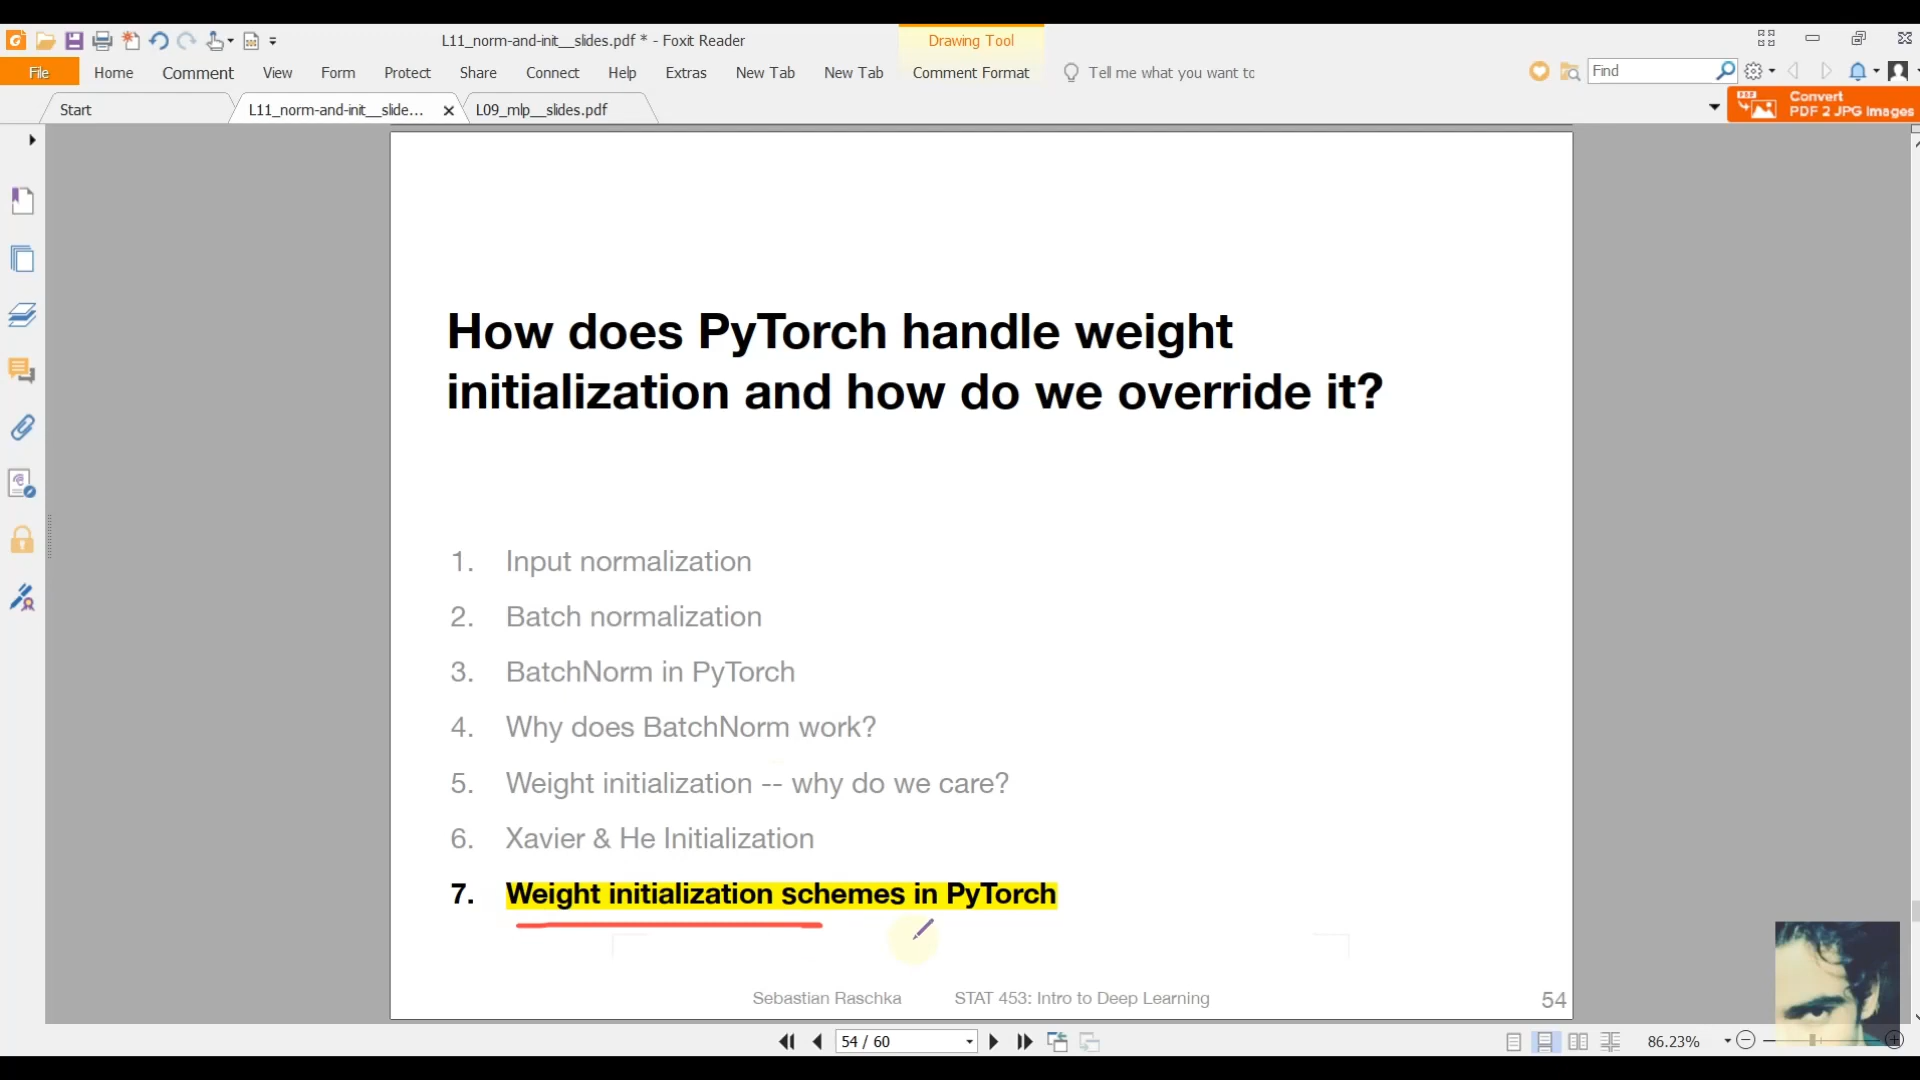 L11_norm-and-init__slides.pdf * - Foxit Reader
Drawing Tool
File
Home
Comment
View
Form
Protect
Share
Connect
Help
Extras
New Tab
New Tab
Comment Format
Tell me what you want to
Find
Start
L11_norm-and-init__slide...
L09_mlp__slides.pdf
Convert
PDF 2 JPG Images
How does PyTorch handle weight
initialization and how do we override it?
1. Input normalization
2. Batch normalization
3. BatchNorm in PyTorch
4. Why does BatchNorm work?
5. Weight initialization -- why do we care?
6. Xavier & He Initialization
7. Weight initialization schemes in PyTorch
Sebastian Raschka STAT 453: Intro to Deep Learning 54
54 / 60
86.23%